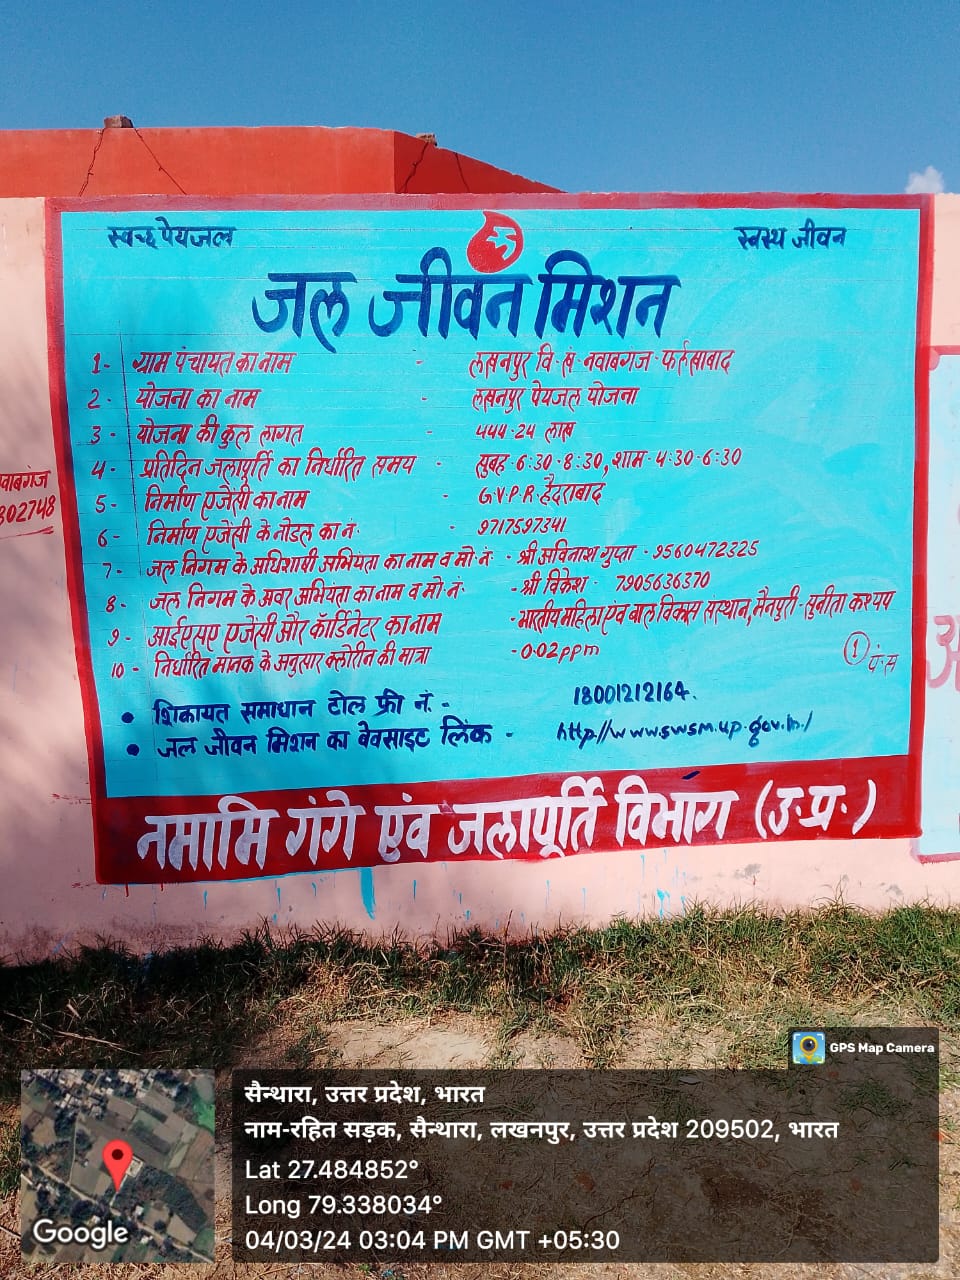 स्वच्छ पेयजल
स्वस्थ जीवन
जल जीवन मिशन
1- ग्राम पंचायत का नाम - लखनपुर वि॰ख॰ नवाबगंज॰ फर्रुखाबाद
2- योजना का नाम - लखनपुर पेयजल योजना
3- योजना की कुल लागत - 444.24 लाख
4- प्रतिदिन जलापूर्ति का निर्धारित समय - सुबह-6:30-8:30, शाम-4:30-6:30
5- निर्माण एजेंसी का नाम - G.V.P.R. हैदराबाद
6- निर्माण एजेंसी के नोडल का नं॰ - 9717597341
7- जल निगम के अधिशाषी अभियंता का नाम व मो॰नं॰ - श्री अविनाश गुप्ता - 9560472325
8- जल निगम के अवर अभियंता का नाम व मो॰नं॰ - श्री विकेश॰ 7905636370
9- आईएसए एजेंसी और कॉर्डिनेटर का नाम - भारतीय महिला एंव बाल विकास संस्थान, मैनपुरी - सुनीता कश्यप
10- निर्धारित मानक के अनुसार क्लोरीन की मात्रा - 0.02ppm
1 पं॰स
• शिकायत समाधान टोल फ्री नं॰ - 18001212164.
• जल जीवन मिशन का वेवसाइट लिंक - http://www.swsm.up.gov.in./
नमामि गंगे एंव जलापूर्ति विभाग (उ॰प्र॰)
वाबगंज
802748
GPS Map Camera
सैन्थारा, उत्तर प्रदेश, भारत
नाम-रहित सड़क, सैन्थारा, लखनपुर, उत्तर प्रदेश 209502, भारत
Lat 27.484852°
Long 79.338034°
04/03/24 03:04 PM GMT +05:30
Google